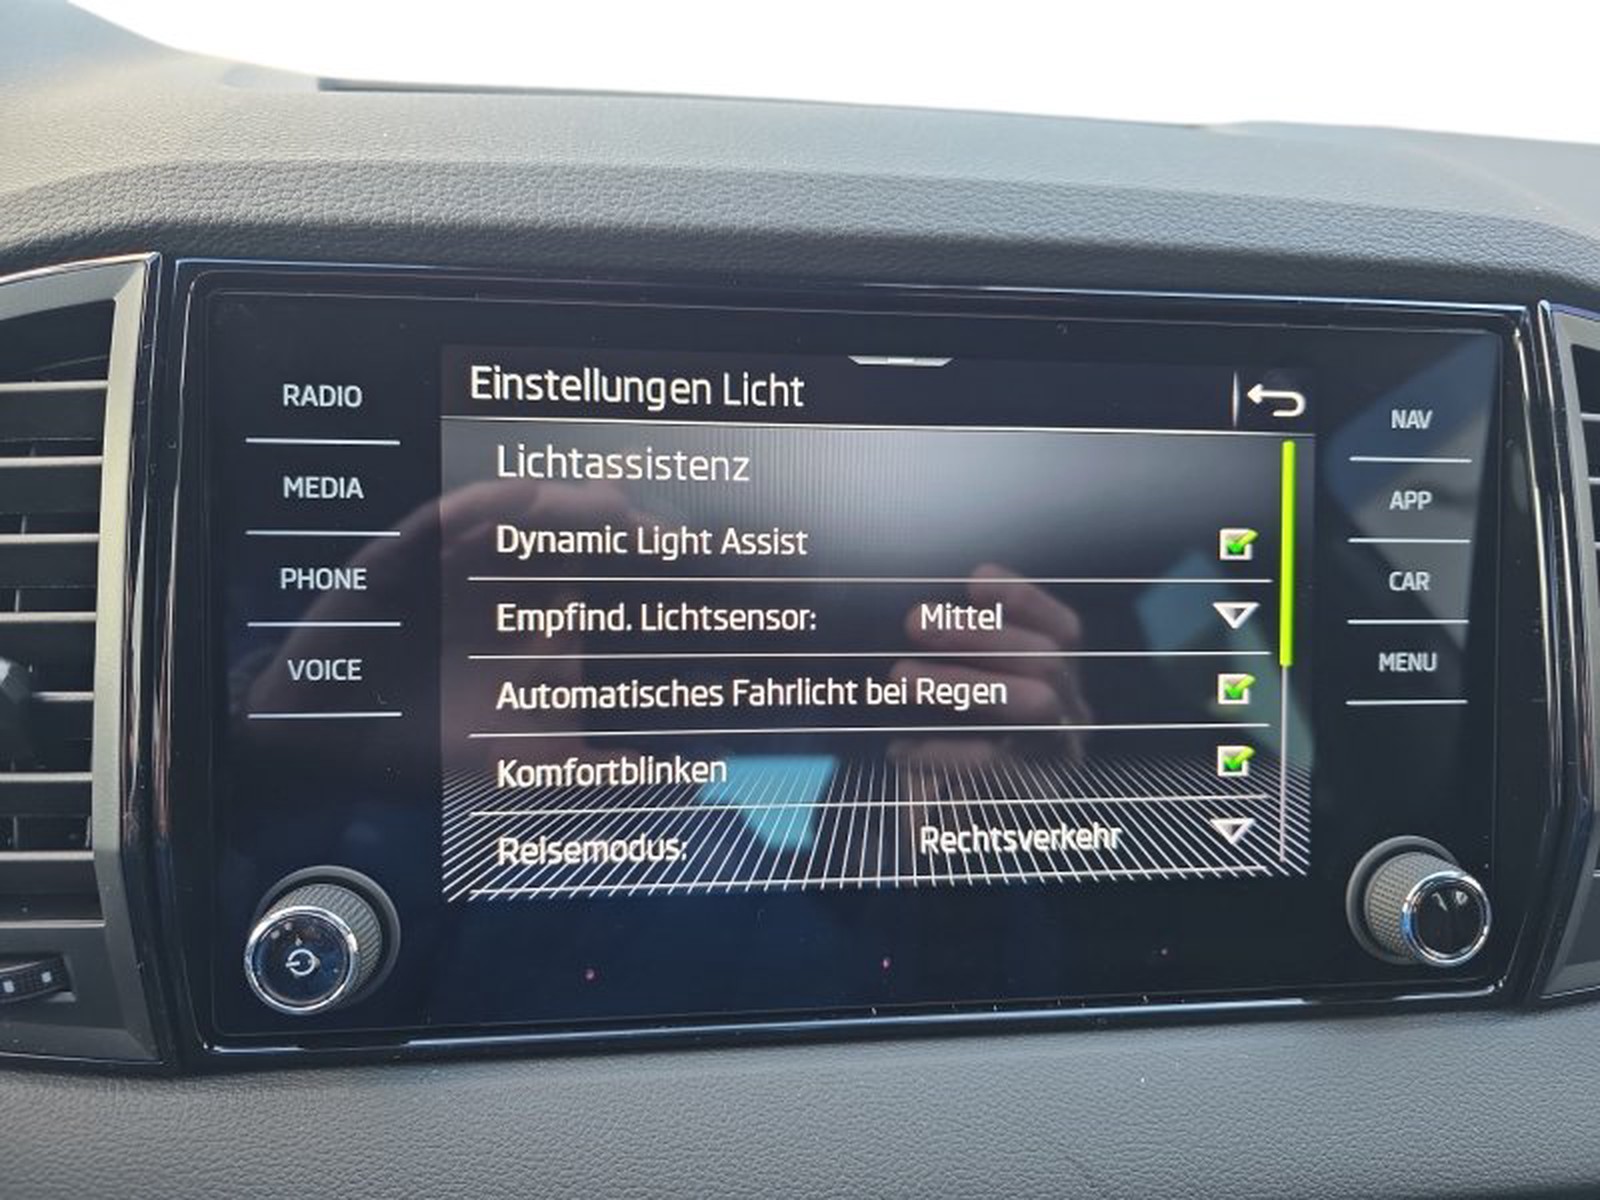 RADIO
MEDIA
PHONE
VOICE
Einstellungen Licht
Lichtassistenz
Dynamic Light Assist
Empfind. Lichtsensor: Mittel
Automatisches Fahrlicht bei Regen
Komfortblinken
Reisemodus: Rechtsverkehr
NAV
APP
CAR
MENU